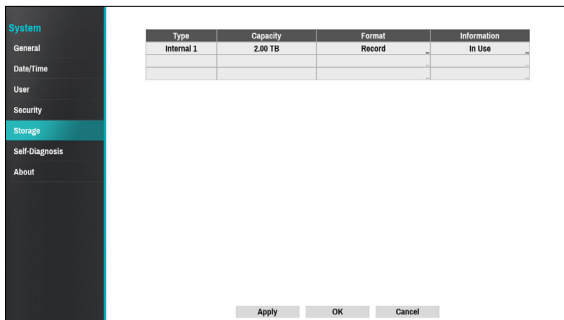 System
General
Date/Time
User
Security
Storage
Self-Diagnosis
About
Type Capacity Format Information
Internal 1 2.00 TB Record In Use
Apply OK Cancel